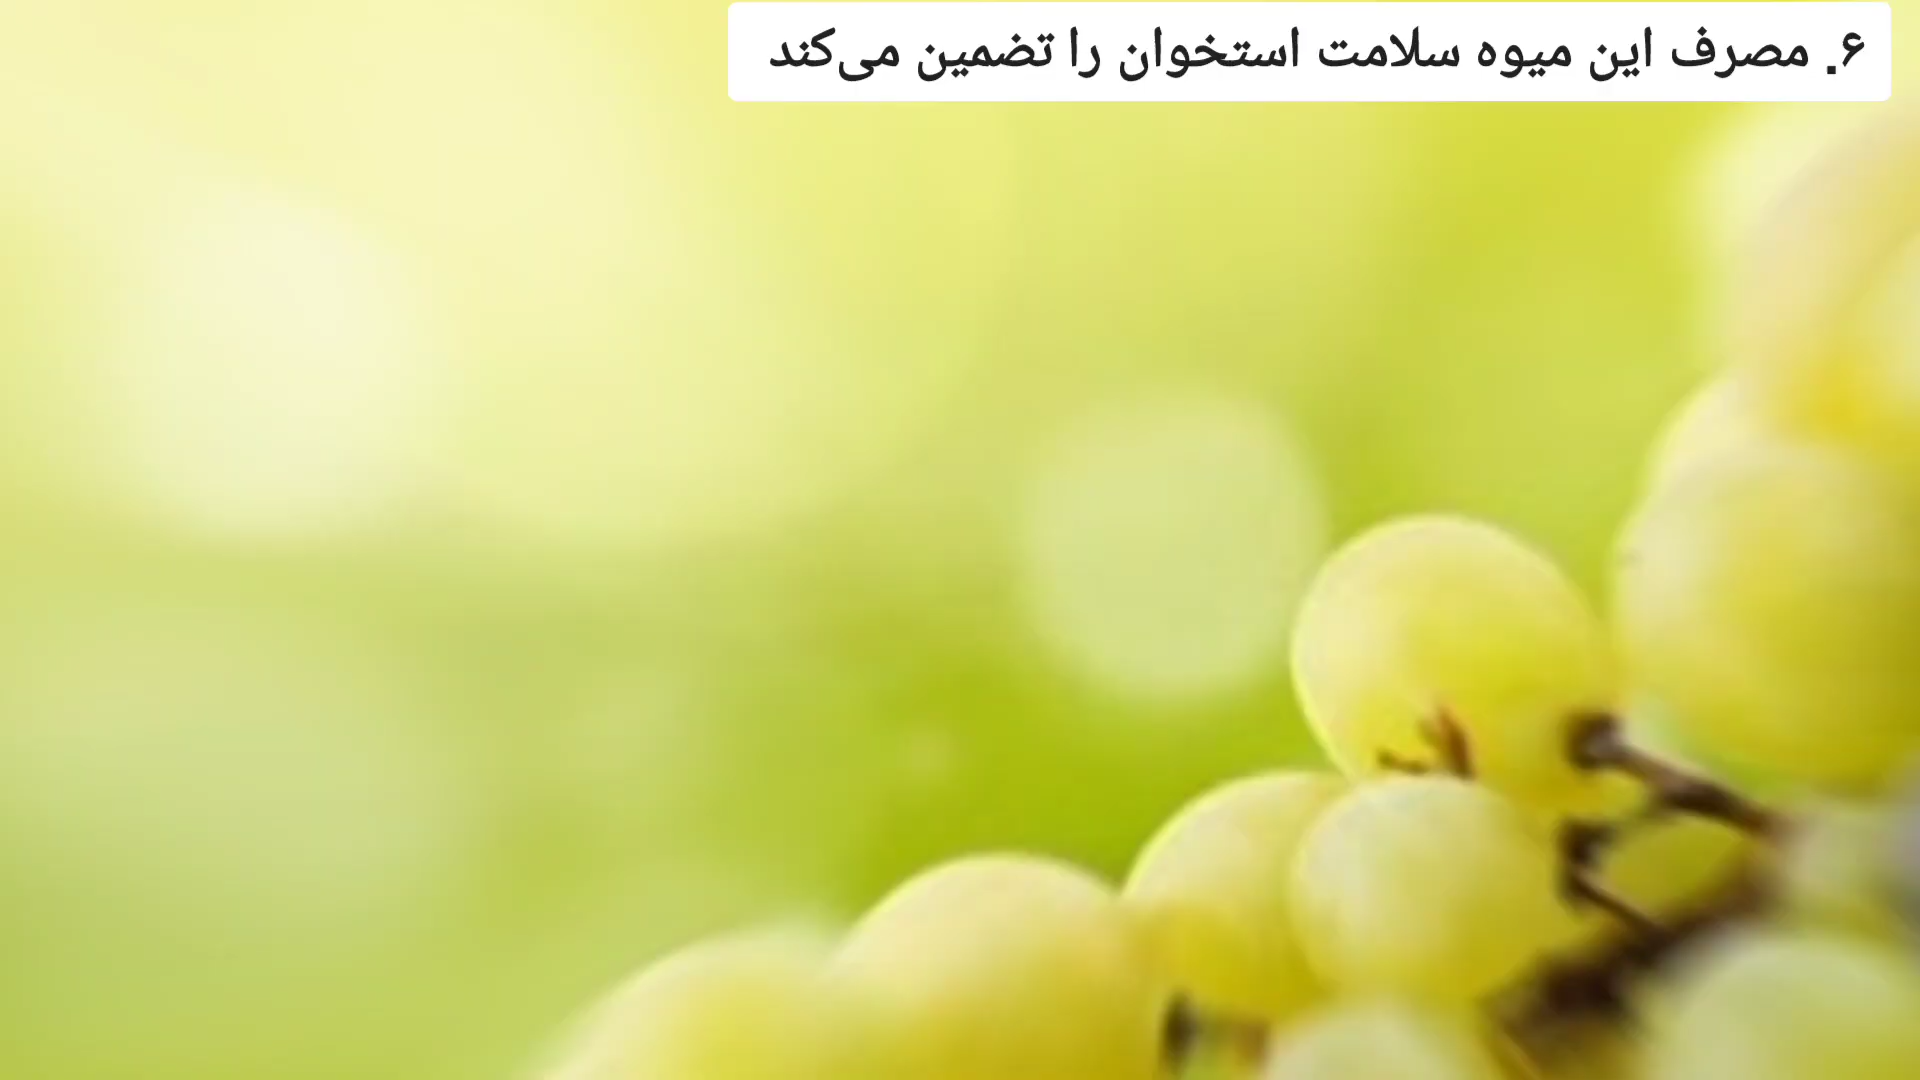 ۶. مصرف این میوه سلامت استخوان را تضمین می‌کند